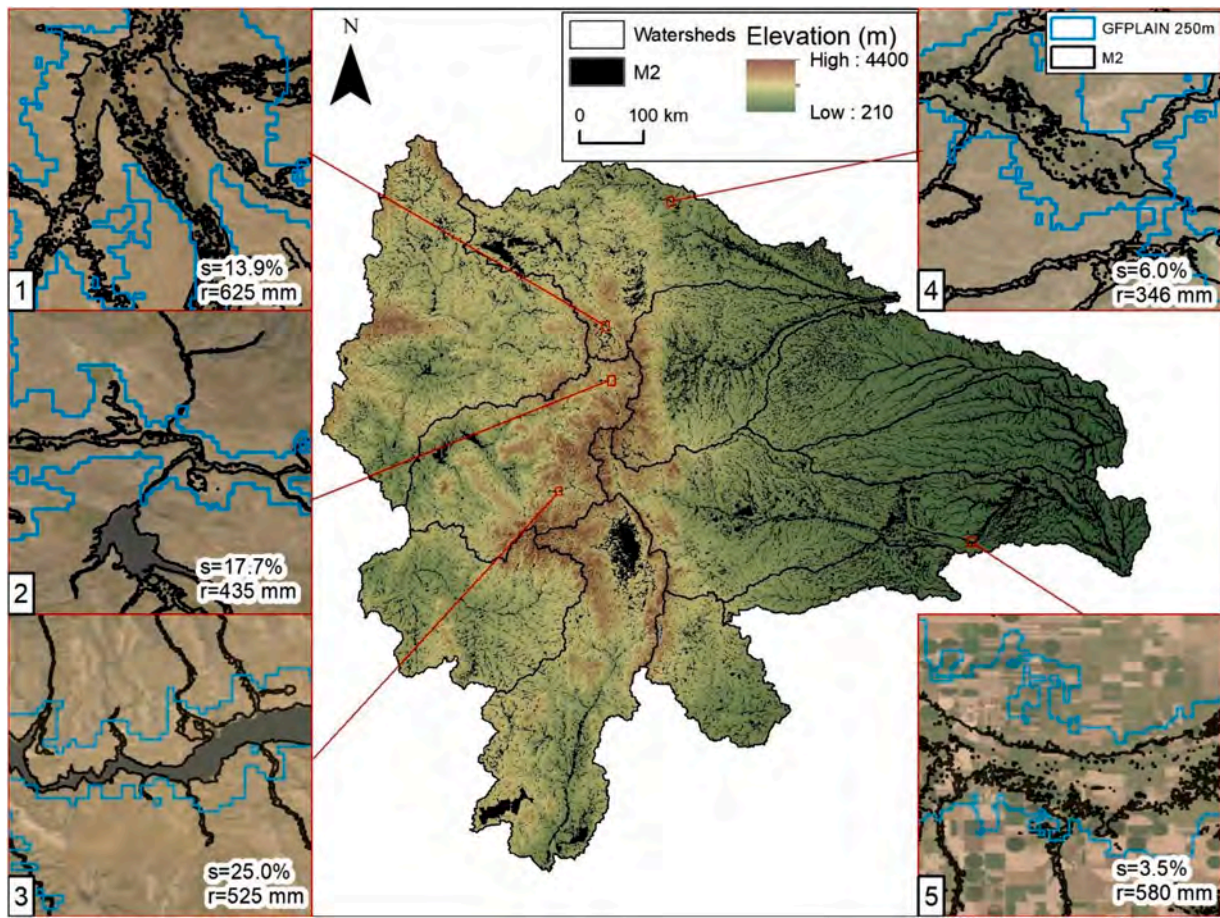 N
Watersheds
M2
Elevation (m)
High : 4400
Low : 210
0 100 km
GFPLAIN 250m
M2
s=13.9%
r=625 mm
1
s=17.7%
r=435 mm
2
s=25.0%
r=525 mm
3
s=6.0%
r=346 mm
4
s=3.5%
r=580 mm
5